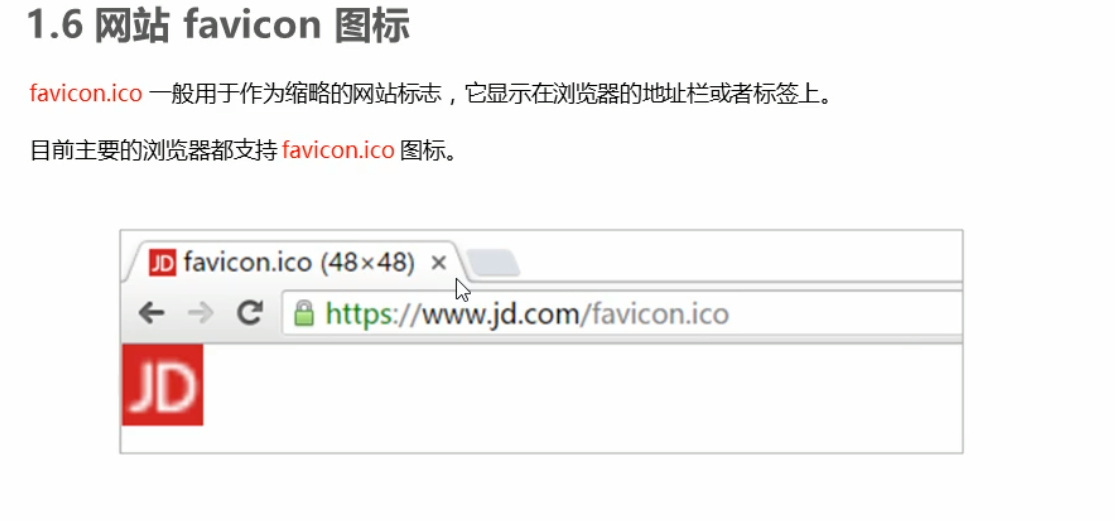 1.6 网站 favicon 图标
favicon.ico 一般用于作为缩略的网站标志，它显示在浏览器的地址栏或者标签上。
目前主要的浏览器都支持 favicon.ico 图标。
JD favicon.ico (48×48) ×
https://www.jd.com/favicon.ico
JD